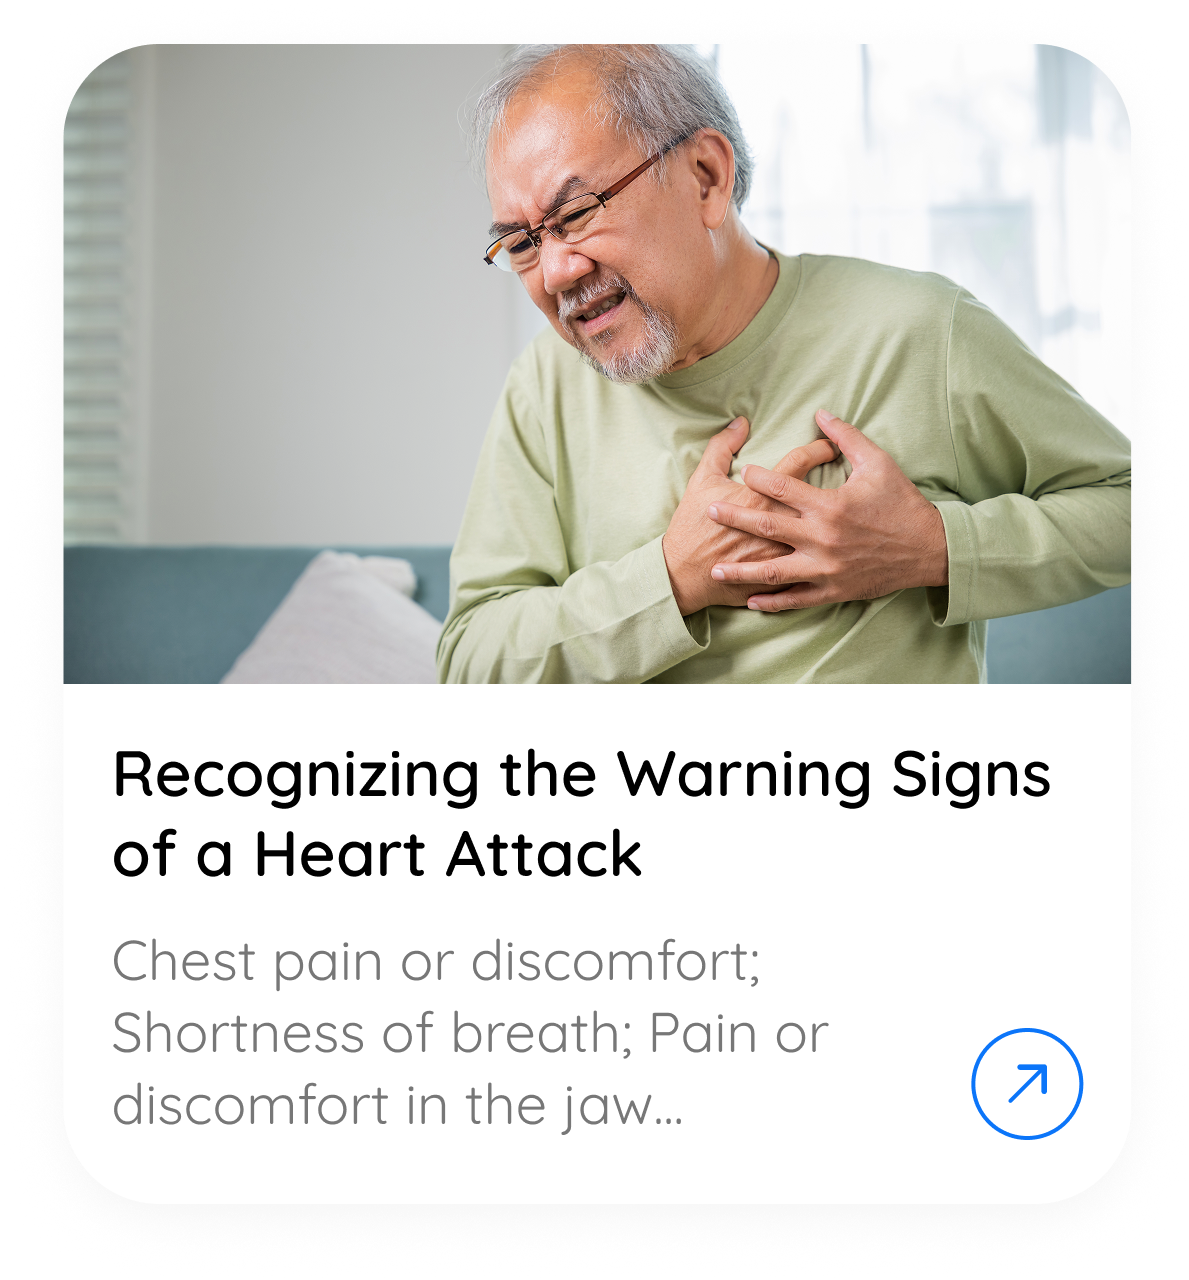 Recognizing the Warning Signs
of a Heart Attack
Chest pain or discomfort;
Shortness of breath; Pain or
discomfort in the jaw...